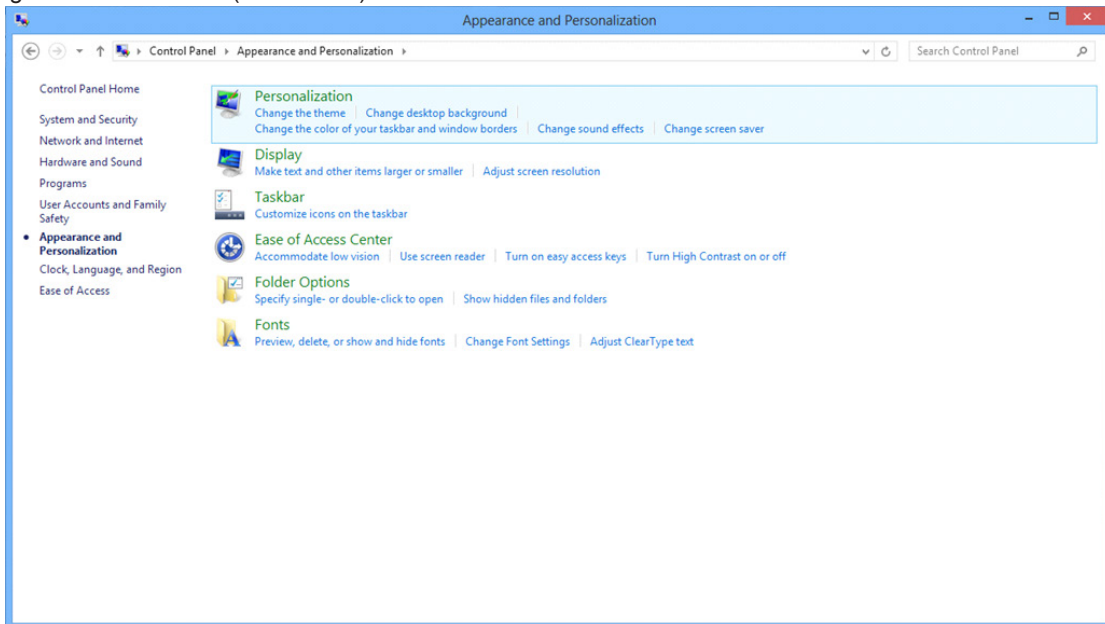 Appearance and Personalization
Control Panel Appearance and Personalization
Search Control Panel
Control Panel Home
System and Security
Network and Internet
Hardware and Sound
Programs
User Accounts and Family
Safety
Appearance and
Personalization
Clock, Language, and Region
Ease of Access
Personalization
Change the theme Change desktop background
Change the color of your taskbar and window borders Change sound effects Change screen saver
Display
Make text and other items larger or smaller Adjust screen resolution
Taskbar
Customize icons on the taskbar
Ease of Access Center
Accommodate low vision Use screen reader Turn on easy access keys Turn High Contrast on or off
Folder Options
Specify single- or double-click to open Show hidden files and folders
Fonts
Preview, delete, or show and hide fonts Change Font Settings Adjust ClearType text